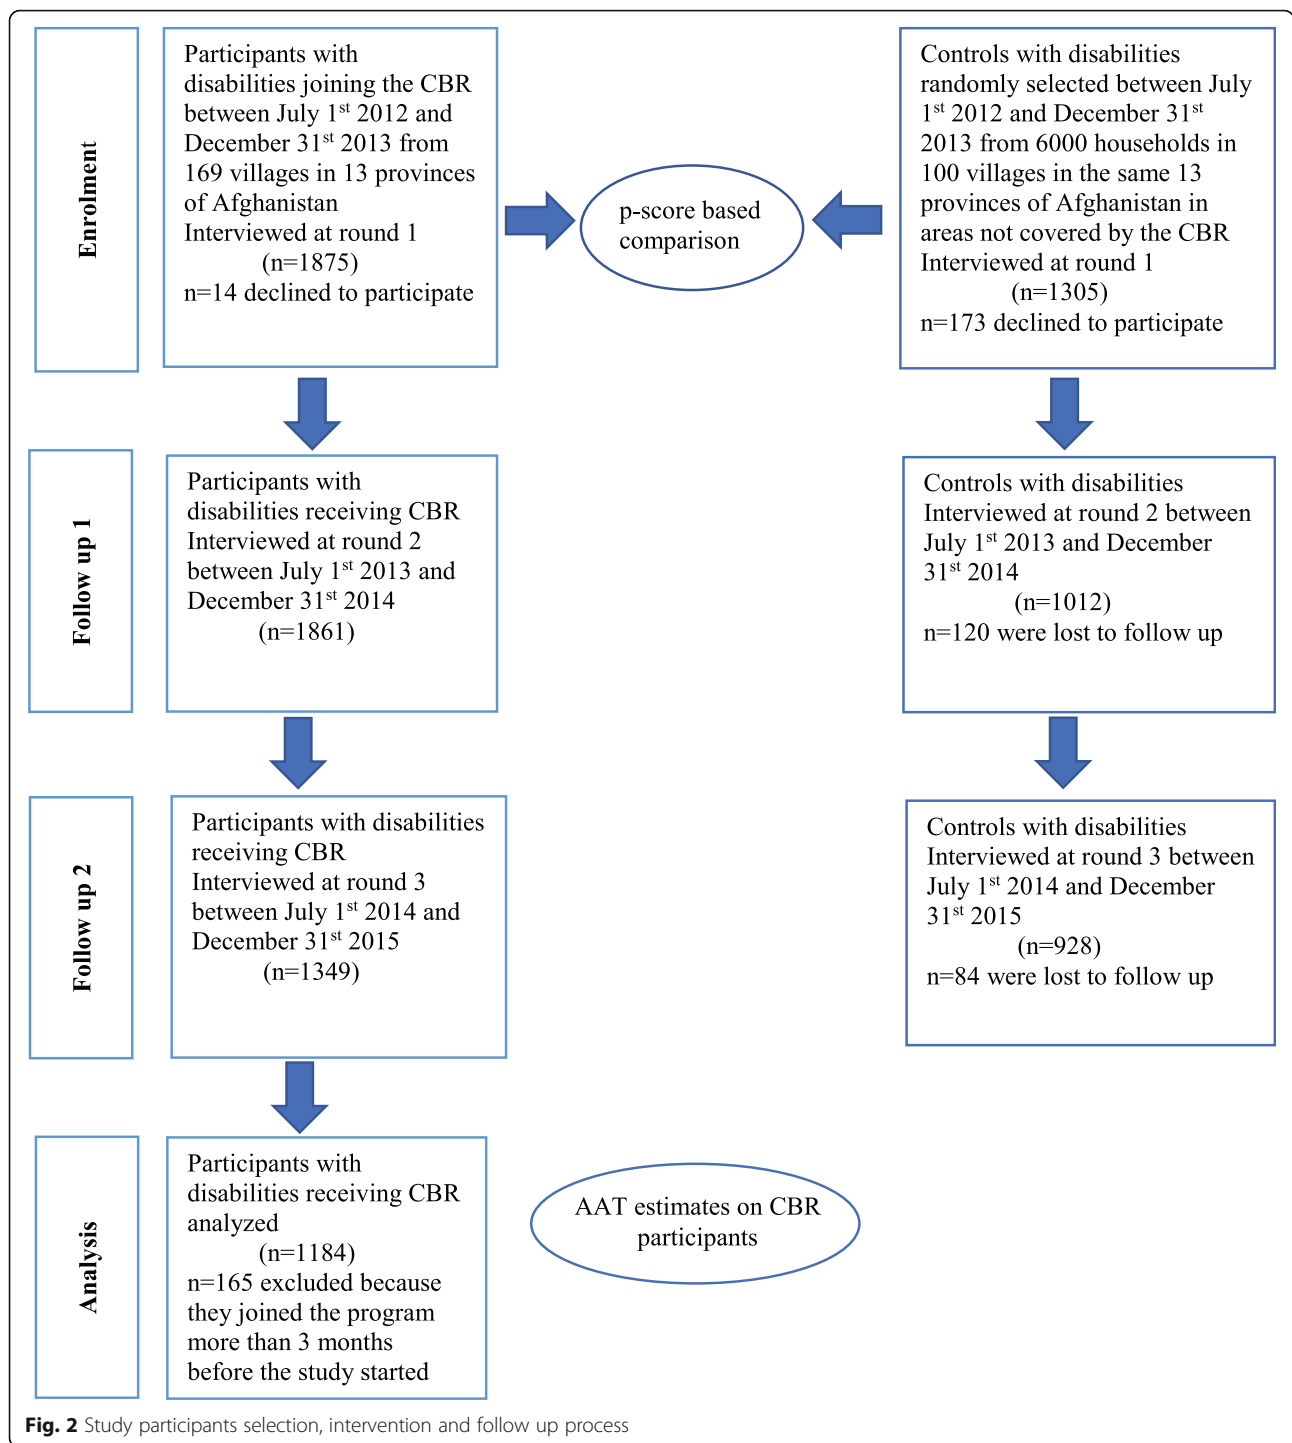 Enrolment
Participants with
disabilities joining the CBR
between July 1st 2012 and
December 31st 2013 from
169 villages in 13 provinces
of Afghanistan
Interviewed at round 1
(n=1875)
n=14 declined to participate
p-score based
comparison
Controls with disabilities
randomly selected between July
1st 2012 and December 31st
2013 from 6000 households in
100 villages in the same 13
provinces of Afghanistan in
areas not covered by the CBR
Interviewed at round 1
(n=1305)
n=173 declined to participate
Follow up 1
Participants with
disabilities receiving CBR
Interviewed at round 2
between July 1st 2013 and
December 31st 2014
(n=1861)
Controls with disabilities
Interviewed at round 2 between
July 1st 2013 and December
31st 2014
(n=1012)
n=120 were lost to follow up
Follow up 2
Participants with disabilities
receiving CBR
Interviewed at round 3
between July 1st 2014 and
December 31st 2015
(n=1349)
Controls with disabilities
Interviewed at round 3 between
July 1st 2014 and December
31st 2015
(n=928)
n=84 were lost to follow up
Analysis
Participants with
disabilities receiving CBR
analyzed
(n=1184)
n=165 excluded because
they joined the program
more than 3 months
before the study started
AAT estimates on CBR
participants
Fig. 2 Study participants selection, intervention and follow up process